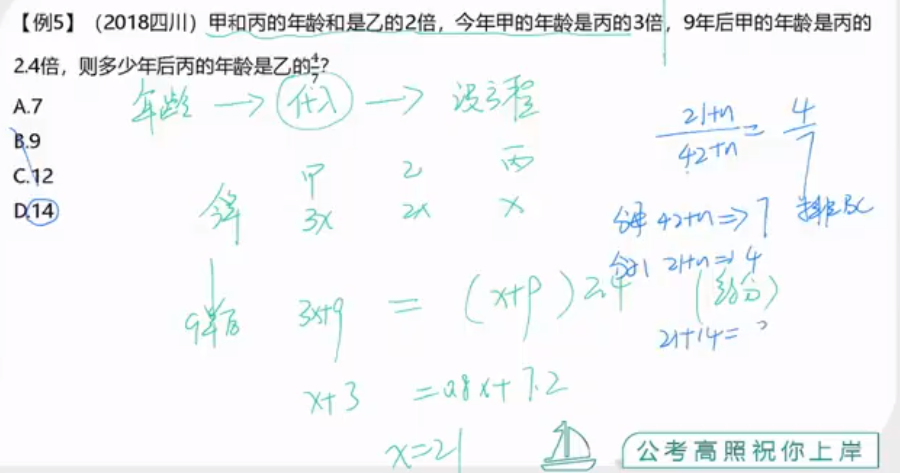 【例5】（2018四川）甲和丙的年龄和是乙的2倍，今年甲的年龄是丙的3倍，9年后甲的年龄是丙的
2.4倍，则多少年后丙的年龄是乙的4/7？
A.7
B.9
C.12
D.14
年龄 → 代入 → 设方程
甲 乙 丙
今年 3x 2x x
9年后 3x+9 = (x+9)2.4
x+3 =0.8x+7.2
x=21
(21+n)/(42+n) = 4/7
排除BC
分母 42+n => 7
分子 21+n => 4
(约分)
21+14= ?
公考高照祝你上岸